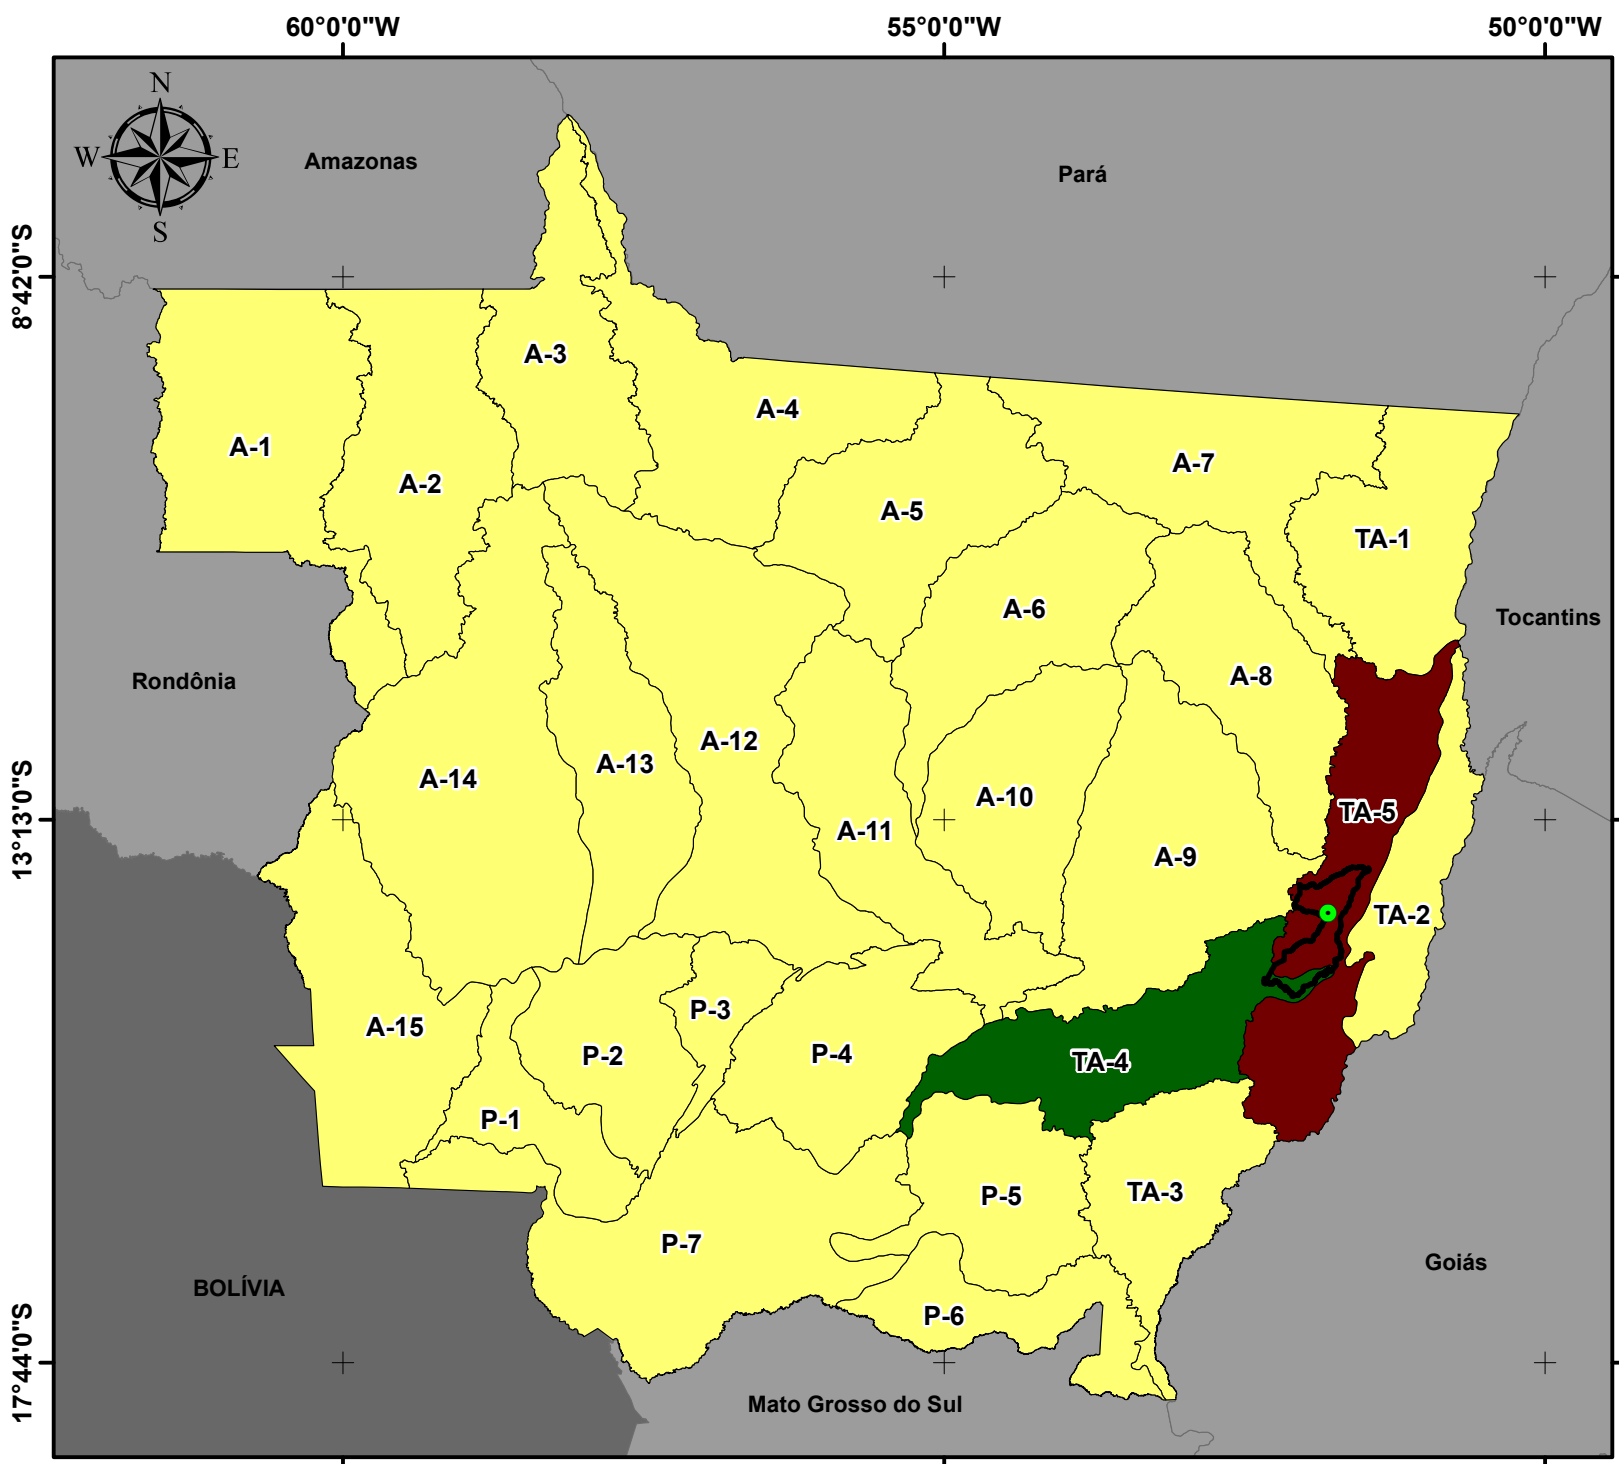 60°0'0"W
55°0'0"W
50°0'0"W
N
W
E
S
Amazonas
Pará
8°42'0"S
A-3
A-4
A-1
A-7
A-2
A-5
TA-1
A-6
Tocantins
Rondônia
A-8
A-12
A-13
A-14
A-10
TA-5
13°13'0"S
A-11
A-9
TA-2
P-3
A-15
P-2
P-4
TA-4
P-1
TA-3
P-5
P-7
Goiás
BOLÍVIA
P-6
17°44'0"S
Mato Grosso do Sul